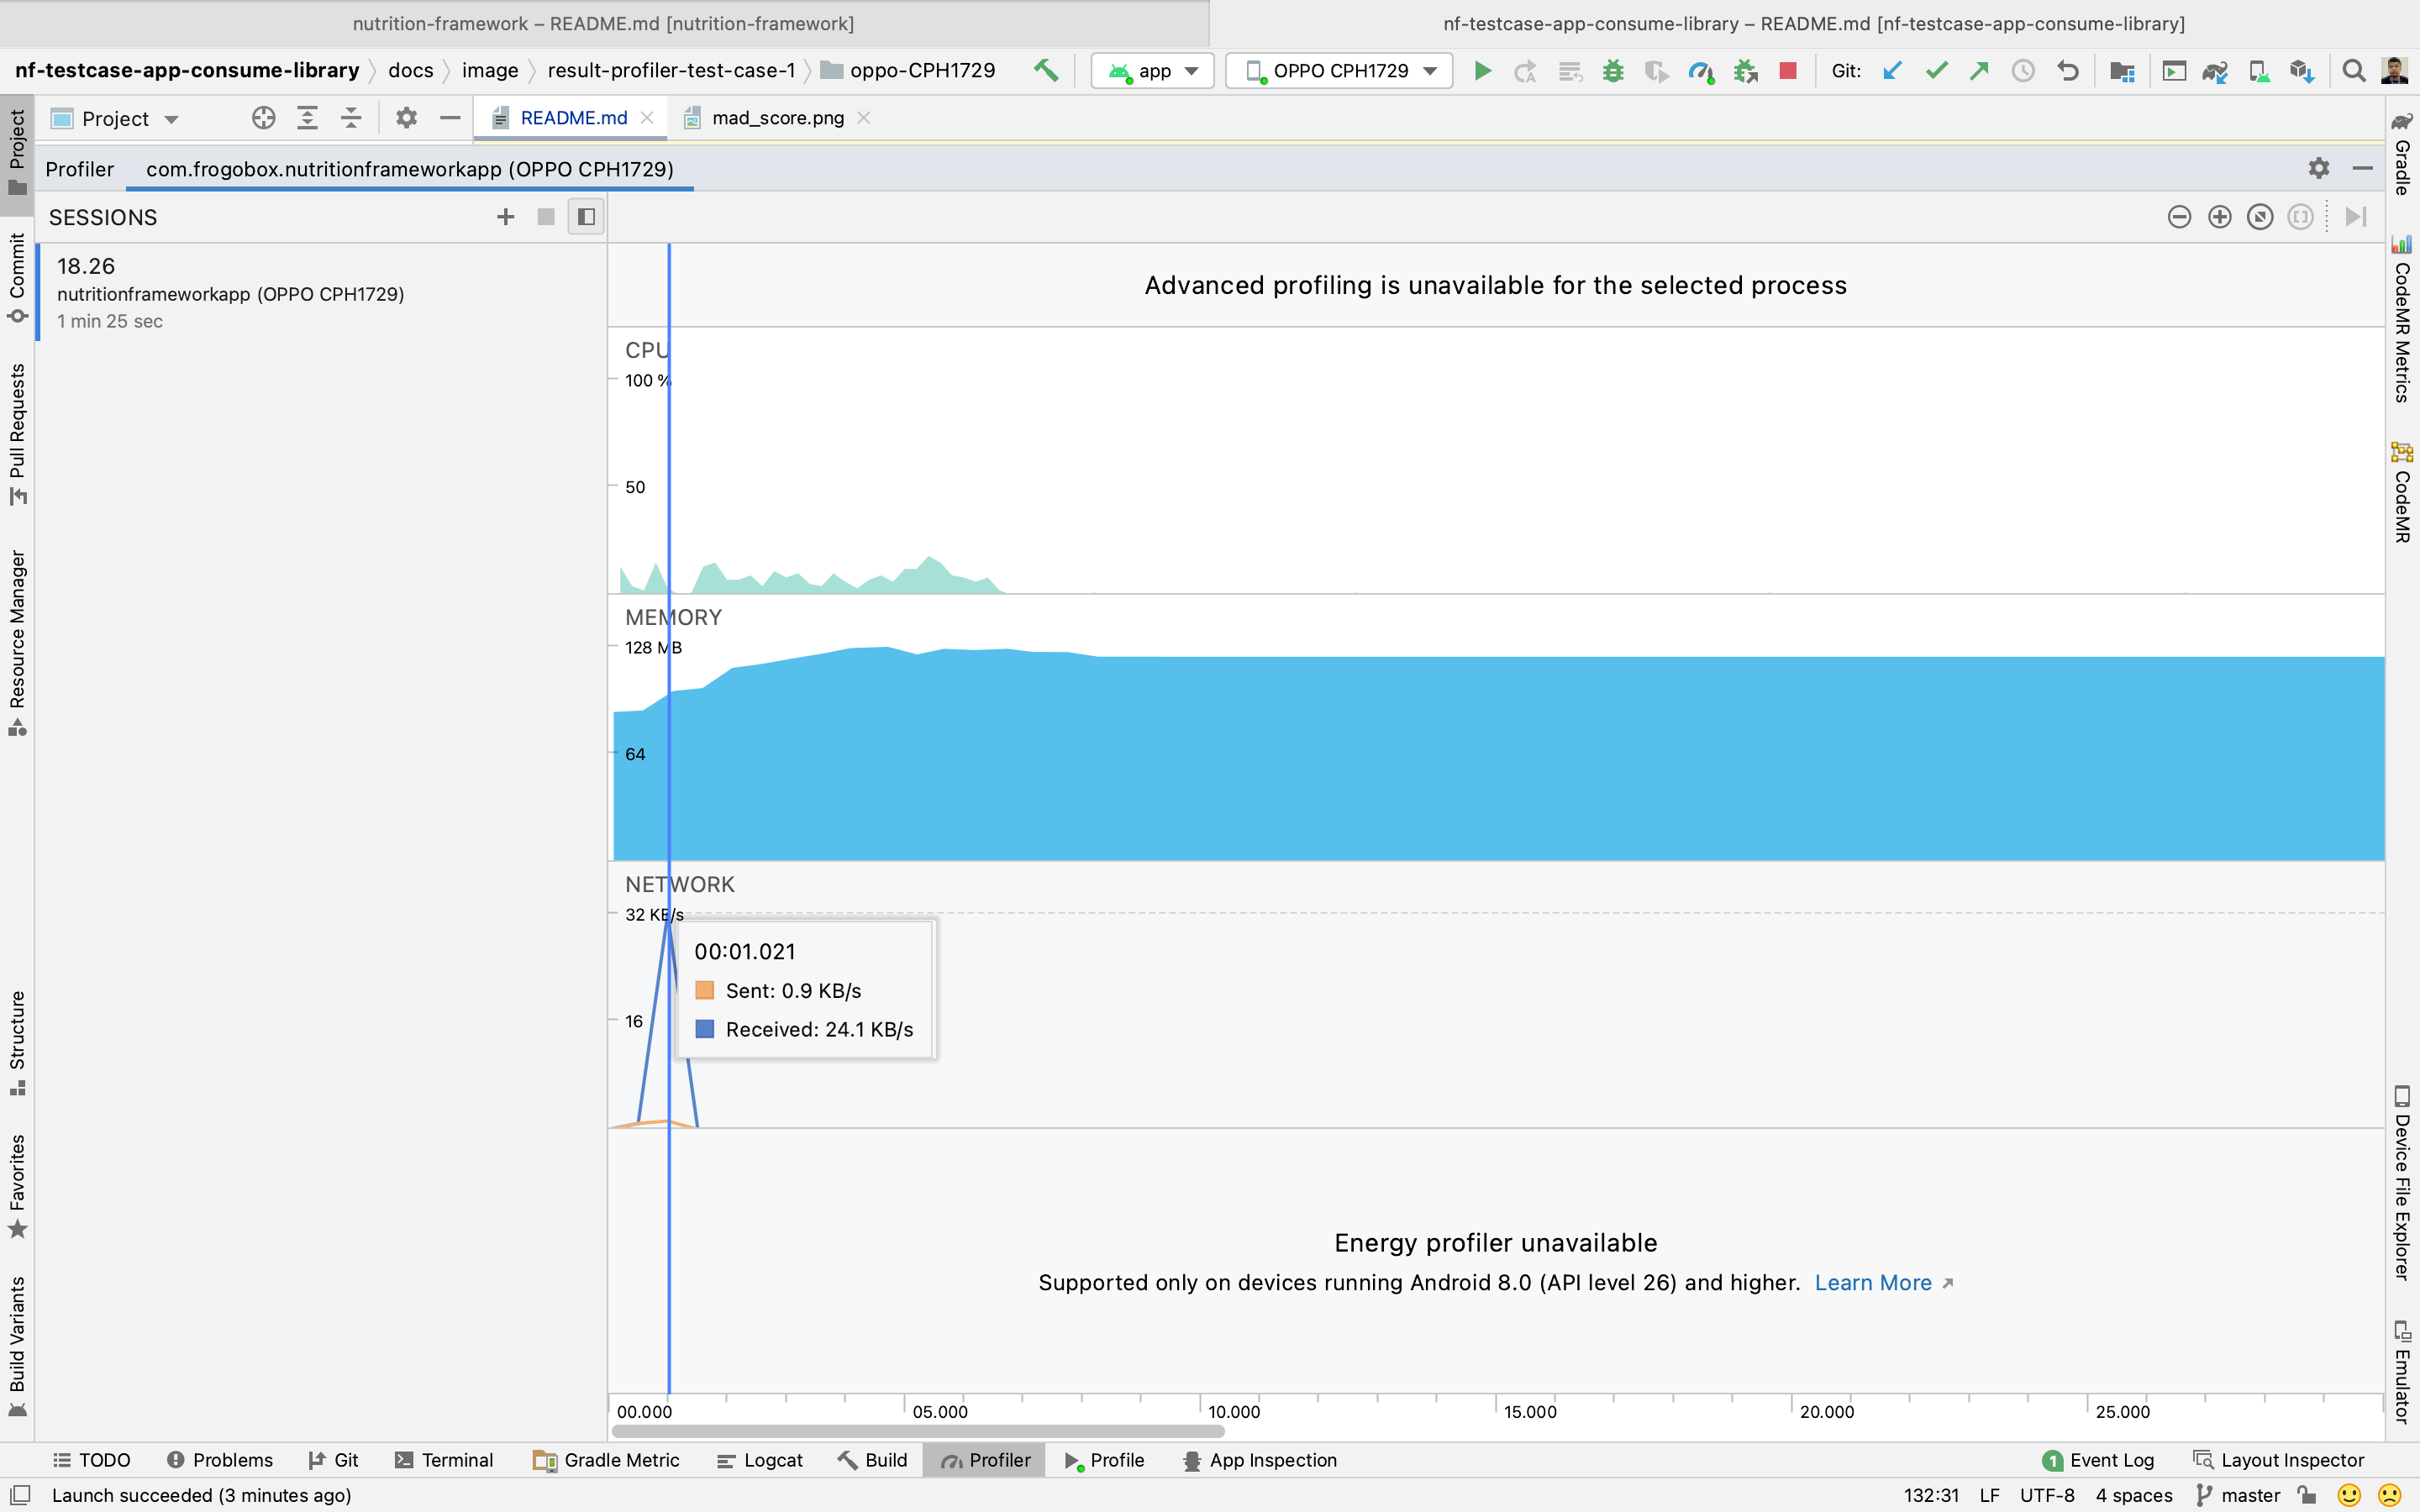 nutrition-framework – README.md [nutrition-framework]
nf-testcase-app-consume-library – README.md [nf-testcase-app-consume-library]
nf-testcase-app-consume-library docs image result-profiler-test-case-1 oppo-CPH1729 app OPPO CPH1729 Git:
Project README.md mad_score.png
Profiler com.frogobox.nutritionframeworkapp (OPPO CPH1729)
SESSIONS
18.26
nutritionframeworkapp (OPPO CPH1729)
1 min 25 sec
Advanced profiling is unavailable for the selected process
CPU
100 %
50
MEMORY
128 MB
64
NETWORK
32 KB/s
16
00:01.021
Sent: 0.9 KB/s
Received: 24.1 KB/s
Energy profiler unavailable
Supported only on devices running Android 8.0 (API level 26) and higher. Learn More
00.000 05.000 10.000 15.000 20.000 25.000
Project
Commit
Pull Requests
Resource Manager
Structure
Favorites
Build Variants
Gradle
CodeMR Metrics
CodeMR
Device File Explorer
Emulator
TODO Problems Git Terminal Gradle Metric Logcat Build Profiler Profile App Inspection 1 Event Log Layout Inspector
Launch succeeded (3 minutes ago) 132:31 LF UTF-8 4 spaces master